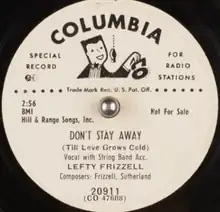 COLUMBIA
SPECIAL RECORD
FOR RADIO STATIONS
Trade Mark Reg. U.S. Pat. Off.
2:56
BMI
Not For Sale
Hill & Range Songs, Inc.
DON'T STAY AWAY
(Till Love Grows Cold)
Vocal with String Band Acc.
LEFTY FRIZZELL
Composers: Frizzell, Sutherland
20911
(CO 47688)